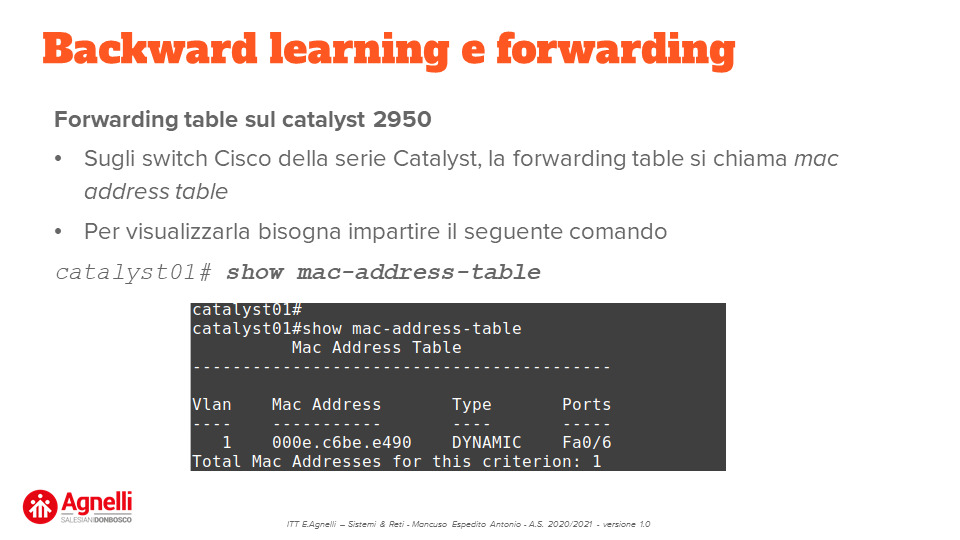 Backward learning e forwarding
Forwarding table sul catalyst 2950
• Sugli switch Cisco della serie Catalyst, la forwarding table si chiama mac
address table
• Per visualizzarla bisogna impartire il seguente comando
catalyst01# show mac-address-table
catalyst01#
catalyst01#show mac-address-table
          Mac Address Table
------------------------------------------
Vlan    Mac Address       Type       Ports
----    -----------       ----       -----
   1    000e.c6be.e490    DYNAMIC    Fa0/6
Total Mac Addresses for this criterion: 1
Agnelli
SALESIANI DONBOSCO
ITT E.Agnelli – Sistemi & Reti - Mancuso Espedito Antonio - A.S. 2020/2021 - versione 1.0